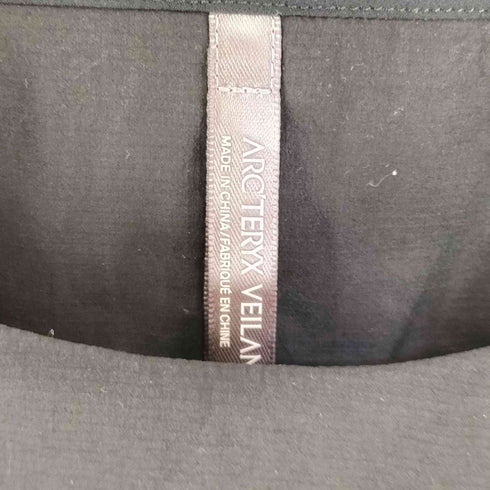 ARC'TERYX VEILAN
MADE IN CHINA / FABRIQUÉ EN CHINE